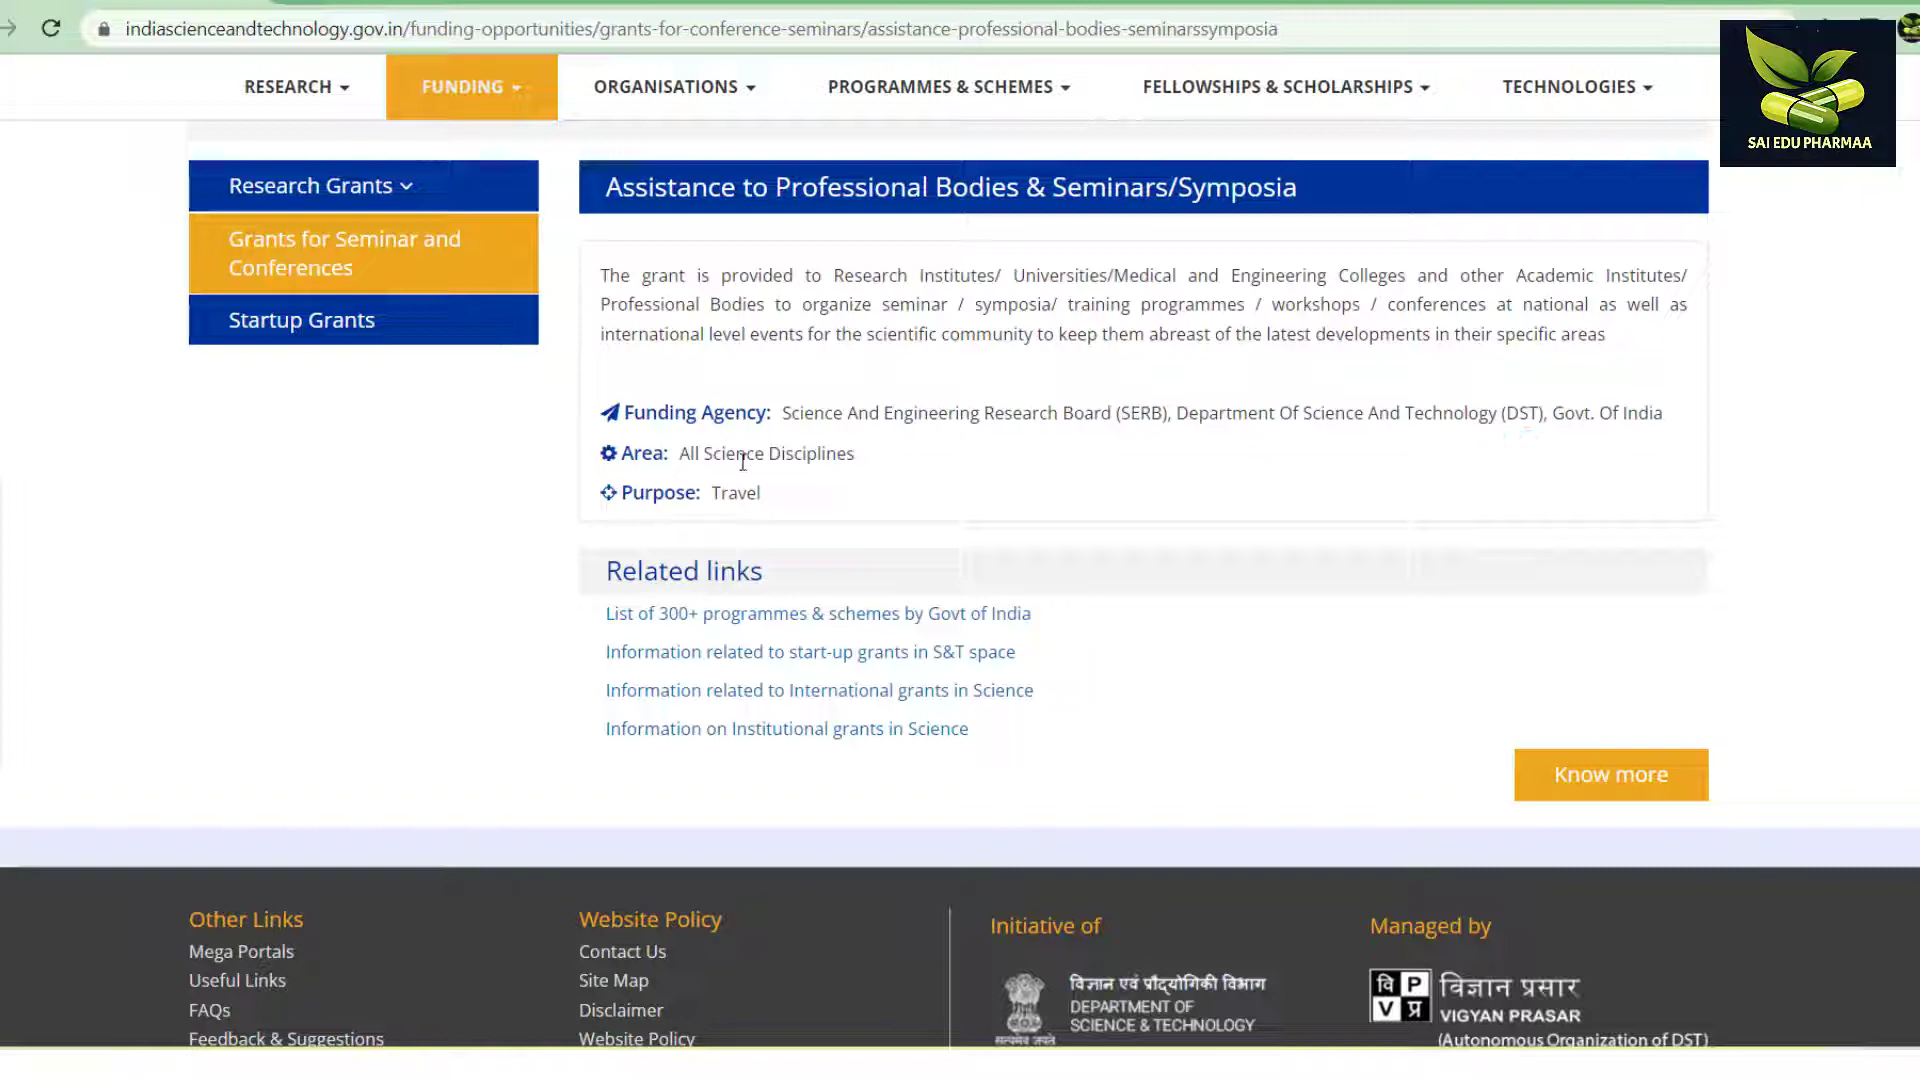 indiascienceandtechnology.gov.in/funding-opportunities/grants-for-conference-seminars/assistance-professional-bodies-seminarssymposia
RESEARCH FUNDING ORGANISATIONS PROGRAMMES & SCHEMES FELLOWSHIPS & SCHOLARSHIPS TECHNOLOGIES
SAI EDU PHARMAA
Research Grants
Grants for Seminar and
Conferences
Startup Grants
Assistance to Professional Bodies & Seminars/Symposia
The grant is provided to Research Institutes/ Universities/Medical and Engineering Colleges and other Academic Institutes/
Professional Bodies to organize seminar / symposia/ training programmes / workshops / conferences at national as well as
international level events for the scientific community to keep them abreast of the latest developments in their specific areas
Funding Agency: Science And Engineering Research Board (SERB), Department Of Science And Technology (DST), Govt. Of India
Area: All Science Disciplines
Purpose: Travel
Related links
List of 300+ programmes & schemes by Govt of India
Information related to start-up grants in S&T space
Information related to International grants in Science
Information on Institutional grants in Science
Know more
Other Links
Mega Portals
Useful Links
FAQs
Feedback & Suggestions
Website Policy
Contact Us
Site Map
Disclaimer
Website Policy
Initiative of
विज्ञान एवं प्रौद्योगिकी विभाग
DEPARTMENT OF
SCIENCE & TECHNOLOGY
सत्यमेव जयते
Managed by
वि P
V प्र
विज्ञान प्रसार
VIGYAN PRASAR
(Autonomous Organization of DST)